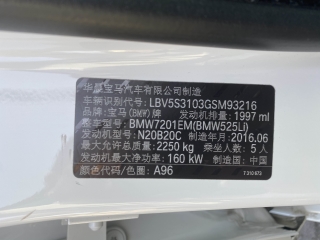 华晨宝马汽车有限公司制造
车辆识别代号: LBV5S3103GSM93216
品牌: 宝马(BMW) 发动机排量: 1997 ml
整车型号: BMW7201EM(BMW525Li)
发动机型号: N20B20C 制造年月: 2016.06
最大允许总质量: 2250 kg 乘坐人数: 5人
发动机最大净功率: 160 kW 制造国: 中国
颜色代码/色图: A96